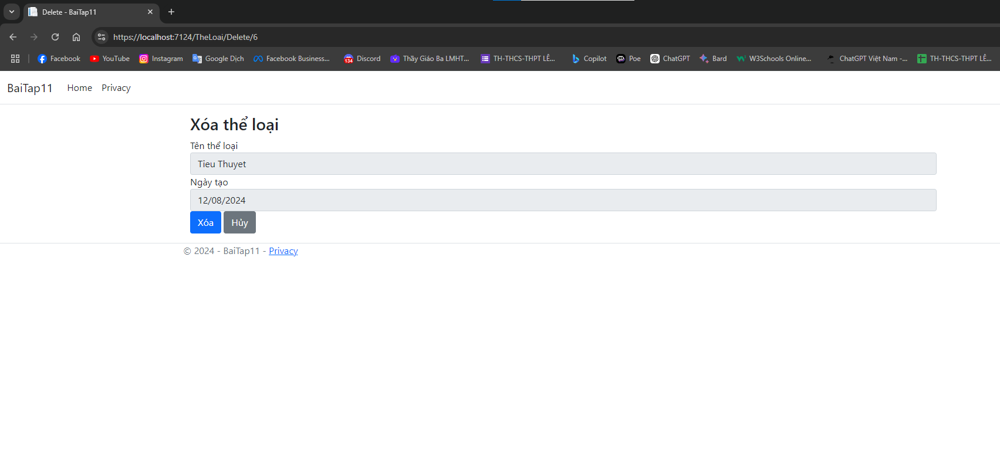 Delete - BaiTap11
https://localhost:7124/TheLoai/Delete/6
Facebook YouTube Instagram Google Dịch Facebook Business... 134 Discord Thầy Giáo Ba LMHT... TH-THCS-THPT LÊ... Copilot Poe ChatGPT Bard W3Schools Online... ChatGPT Việt Nam -... TH-THCS-THPT LÊ...
BaiTap11 Home Privacy
Xóa thể loại
Tên thể loại
Tieu Thuyet
Ngày tạo
12/08/2024
Xóa Hủy
© 2024 - BaiTap11 - Privacy